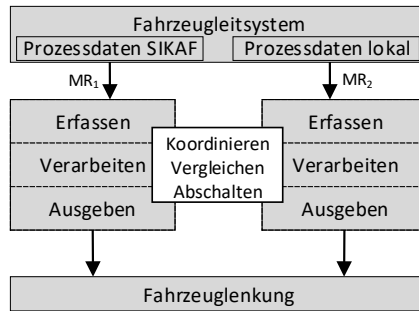 Fahrzeugleitsystem
Prozessdaten SIKAF
Prozessdaten lokal
MR1
MR2
Erfassen
Verarbeiten
Ausgeben
Koordinieren
Vergleichen
Abschalten
Erfassen
Verarbeiten
Ausgeben
Fahrzeuglenkung